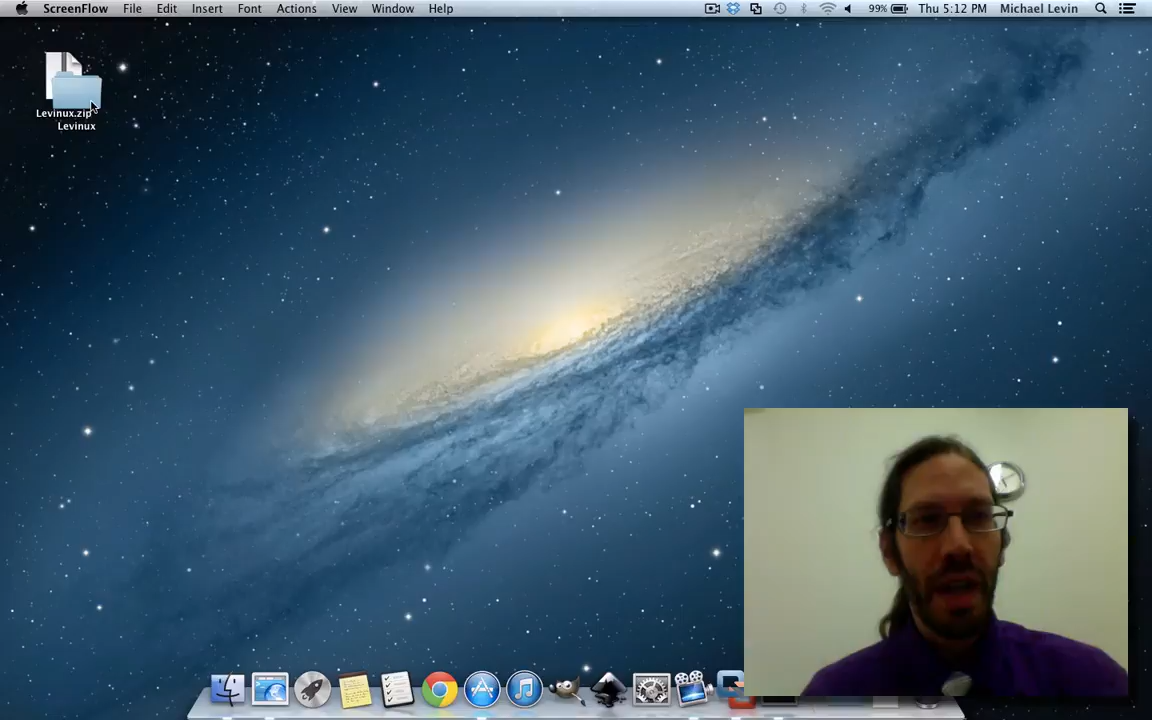 ScreenFlow File Edit Insert Font Actions View Window Help 99% Thu 5:12 PM Michael Levin
Levinux.zip
Levinux